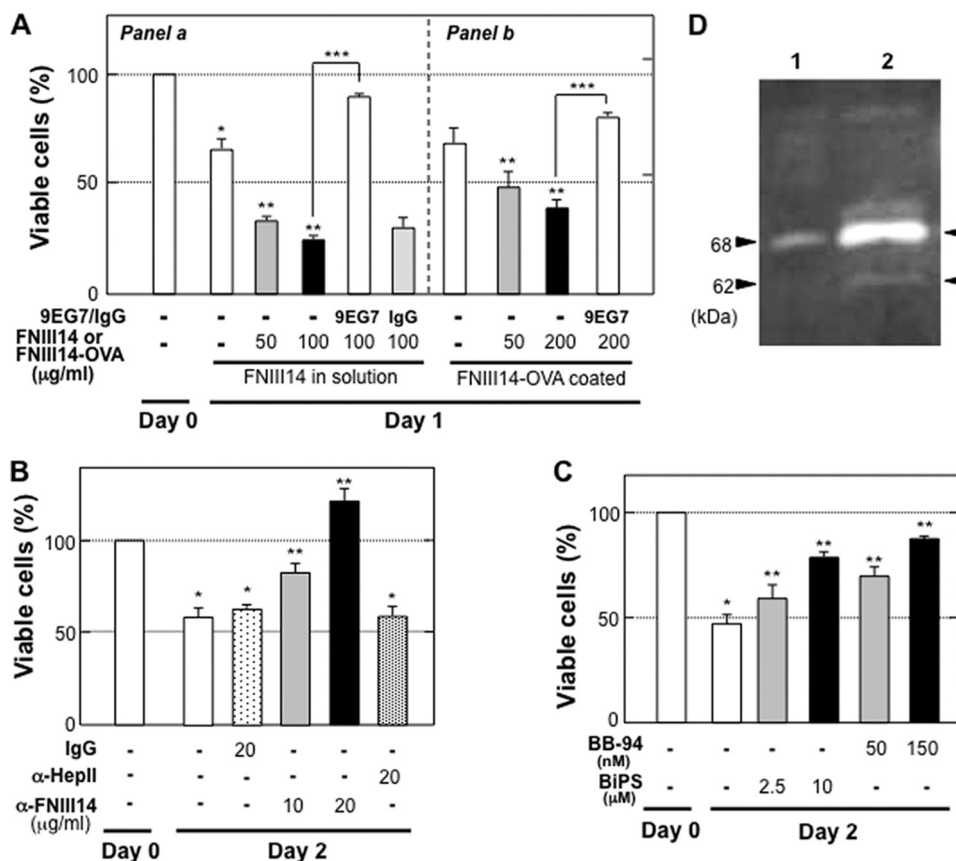 A
Panel a
Panel b
Viable cells (%)
100
50
0
* ** ** *** ** ** ***
9EG7/IgG - - - - 9EG7 IgG - - - 9EG7
FNIII14 or
FNIII14-OVA
(μg/ml)
- - 50 100 100 100 - 50 200 200
FNIII14 in solution
FNIII14-OVA coated
Day 0
Day 1
D
1 2
68
62
(kDa)
B
Viable cells (%)
100
50
0
* * ** ** *
IgG - - 20 - - -
α-HepII - - - - - 20
α-FNIII14 - - - 10 20 -
(μg/ml)
Day 0
Day 2
C
Viable cells (%)
100
50
0
* ** ** ** **
BB-94 - - - - 50 150
(nM)
BiPS - - 2.5 10 - -
(μM)
Day 0
Day 2